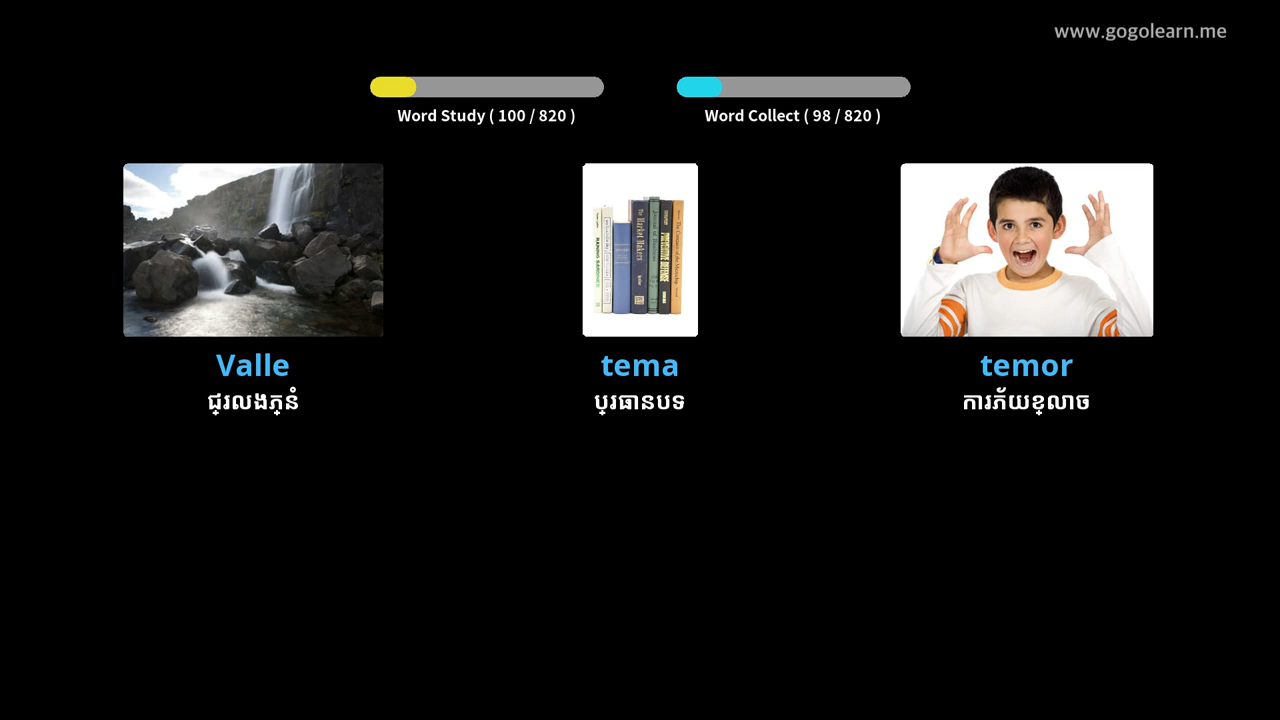 www.gogolearn.me
Word Study ( 100 / 820 )
Word Collect ( 98 / 820 )
Valle
ជ្រលងភ្នំ
tema
ប្រធានបទ
temor
ការភ័យខ្លាច